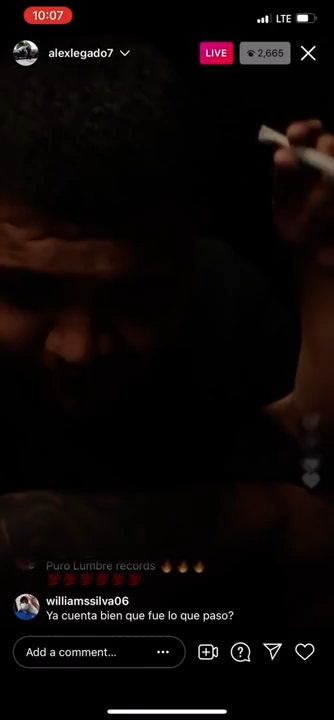 10:07
LTE
alexlegado7
LIVE
2,665
Puro Lumbre records 🔥🔥🔥
💯💯💯💯💯💯
williamssilva06
Ya cuenta bien que fue lo que paso?
Add a comment...